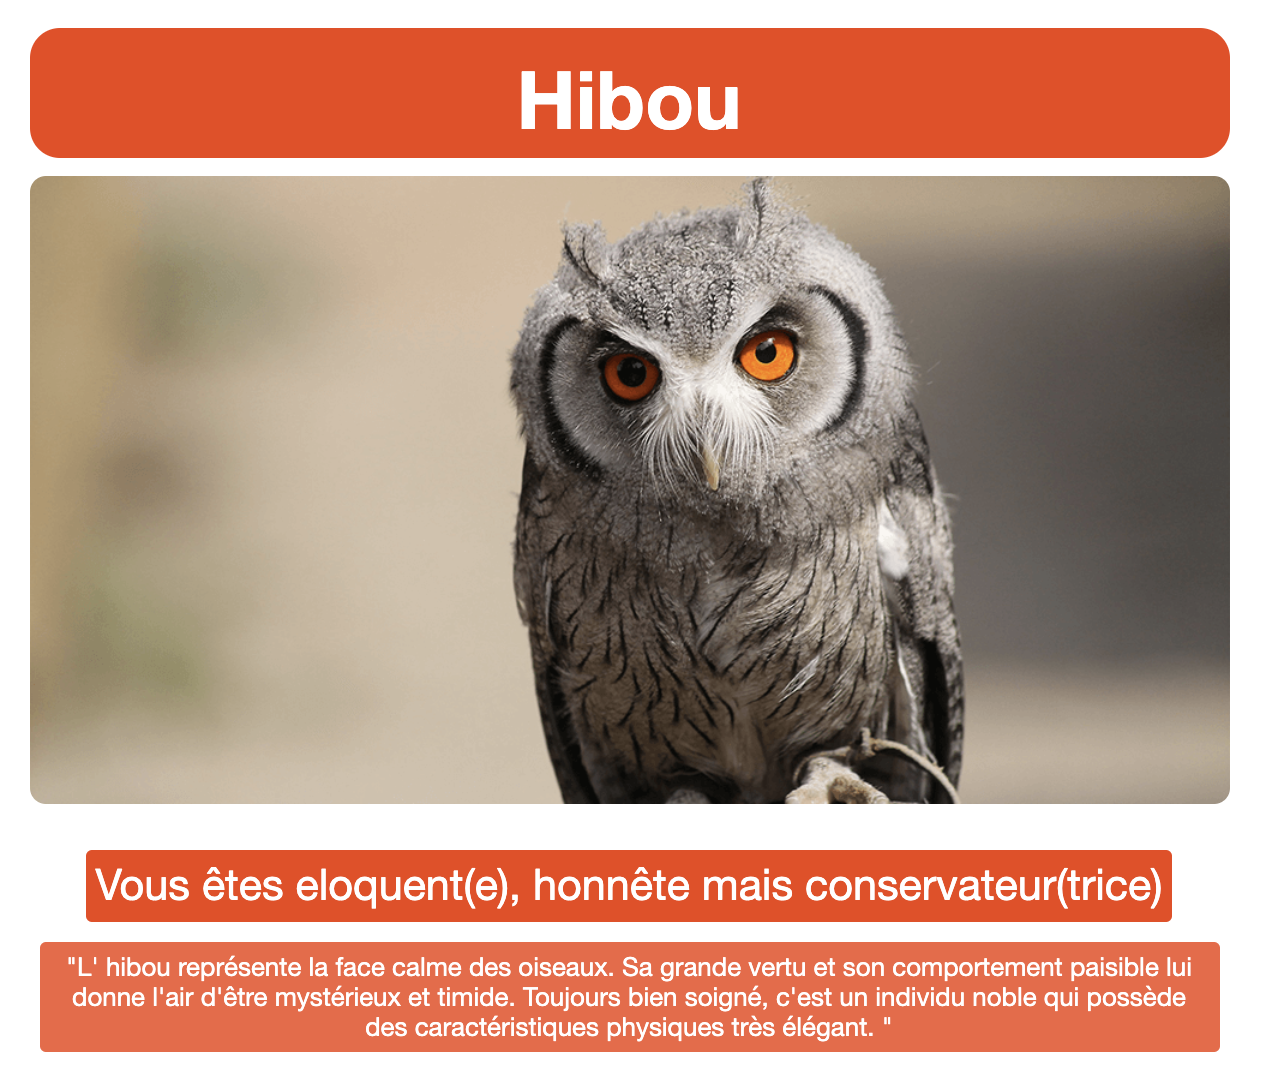 Hibou
Vous êtes eloquent(e), honnête mais conservateur(trice)
"L' hibou représente la face calme des oiseaux. Sa grande vertu et son comportement paisible lui
donne l'air d'être mystérieux et timide. Toujours bien soigné, c'est un individu noble qui possède
des caractéristiques physiques très élégant. "